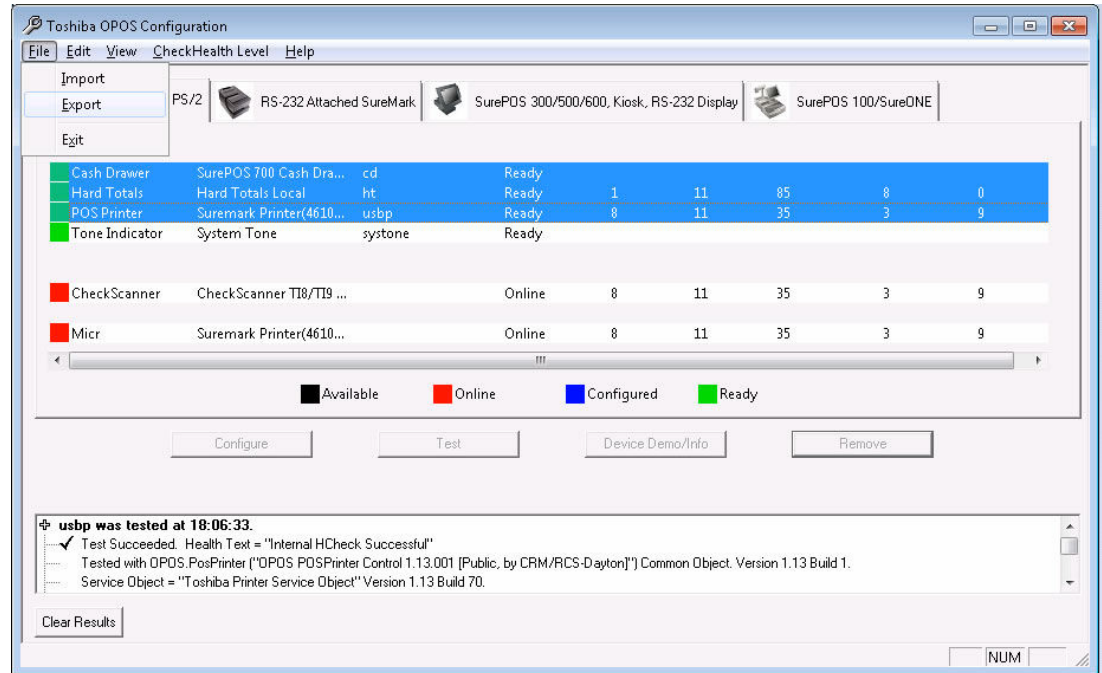 Toshiba OPOS Configuration
File Edit View CheckHealth Level Help
Import
Export
Exit
PS/2 RS-232 Attached SureMark SurePOS 300/500/600, Kiosk, RS-232 Display SurePOS 100/SureONE
Cash Drawer SurePOS 700 Cash Dra... cd Ready
Hard Totals Hard Totals Local ht Ready 1 11 85 8 0
POS Printer Suremark Printer(4610... usbp Ready 8 11 35 3 9
Tone Indicator System Tone systone Ready
CheckScanner CheckScanner TI8/TI9 ... Online 8 11 35 3 9
Micr Suremark Printer(4610... Online 8 11 35 3 9
Available Online Configured Ready
Configure Test Device Demo/Info Remove
usbp was tested at 18:06:33.
Test Succeeded. Health Text = "Internal HCheck Successful"
Tested with OPOS.PosPrinter ("OPOS POSPrinter Control 1.13.001 [Public, by CRM/RCS-Dayton]") Common Object. Version 1.13 Build 1.
Service Object = "Toshiba Printer Service Object" Version 1.13 Build 70.
Clear Results
NUM